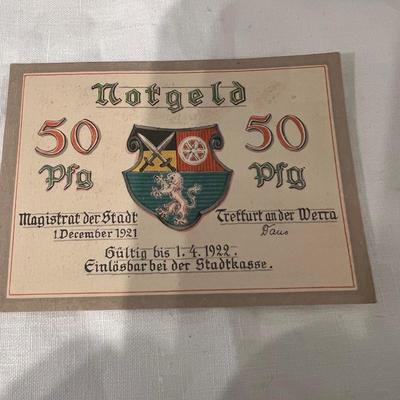 Notgeld
50 Pfg
50 Pfg
Magistrat der Stadt Treffurt an der Werra
1 December 1921
Gültig bis 1. 4. 1922.
Einlösbar bei der Stadtkasse.